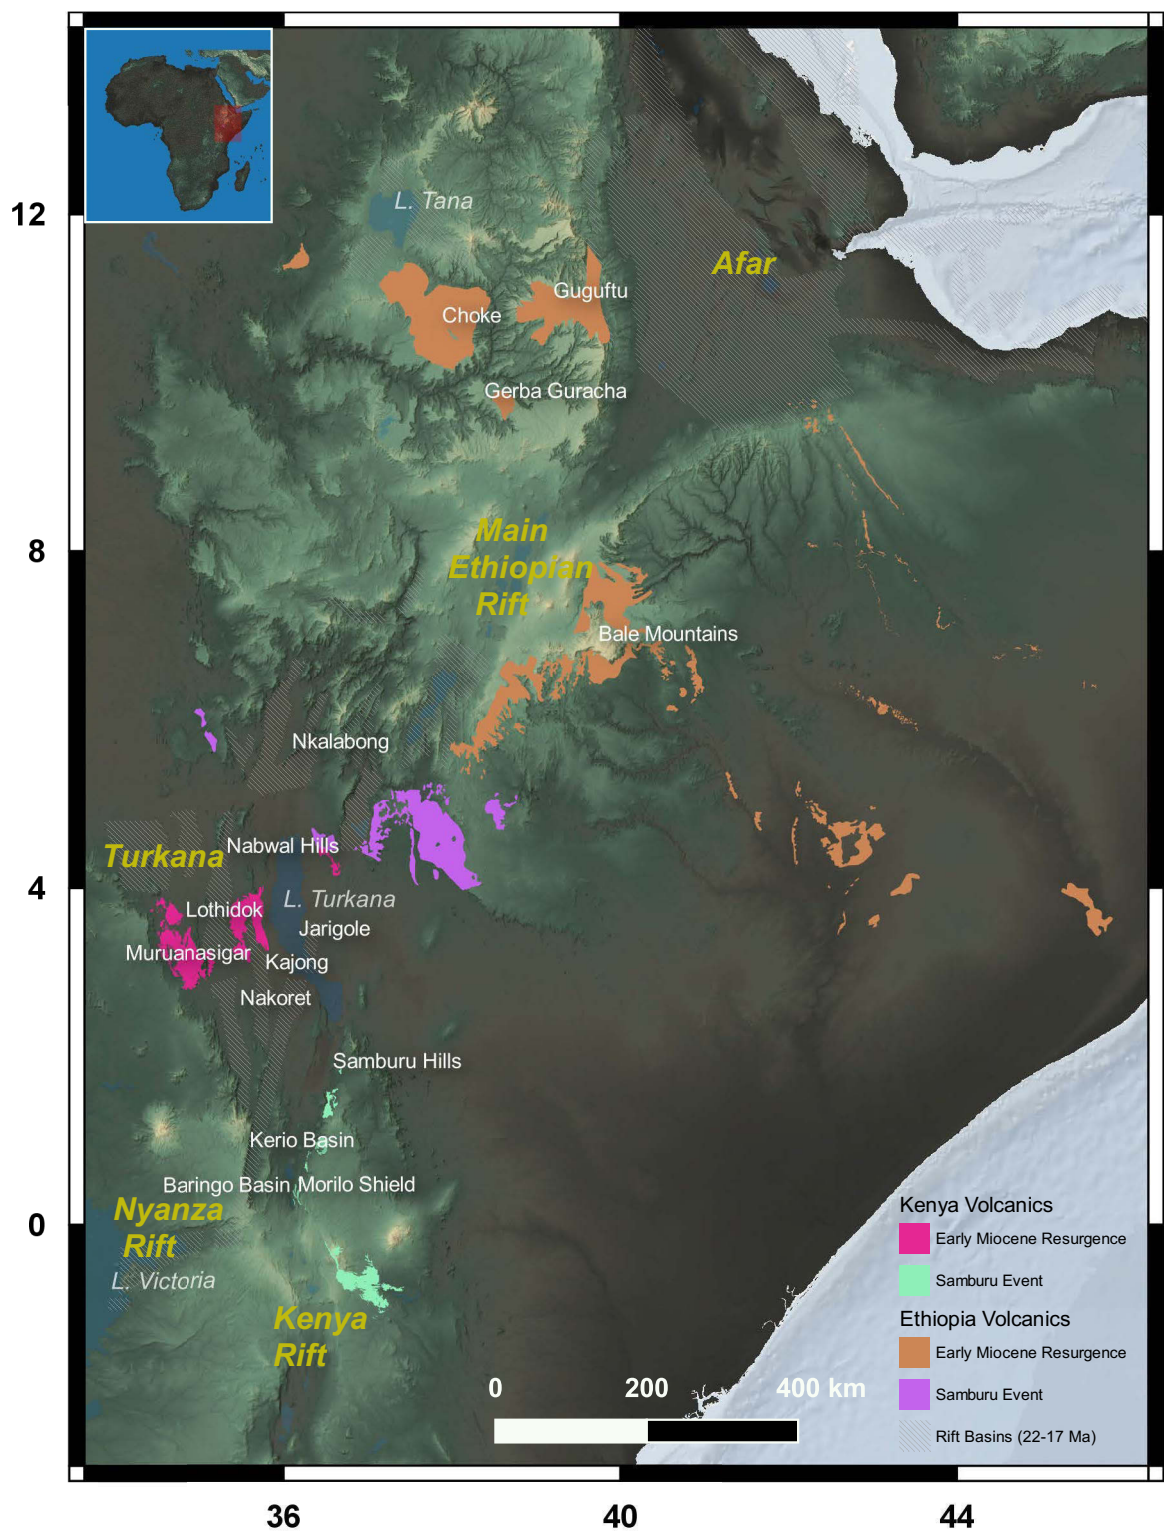 12
L. Tana
Afar
Guguftu
Choke
Gerba Guracha
8
Main
Ethiopian
Rift
Bale Mountains
Nkalabong
Nabwal Hills
Turkana
4
L. Turkana
Lothidok
Jarigole
Muruanasigar
Kajong
Nakoret
Samburu Hills
Kerio Basin
Baringo Basin
Morilo Shield
Nyanza
Rift
0
L. Victoria
Kenya
Rift
Kenya Volcanics
Early Miocene Resurgence
Samburu Event
Ethiopia Volcanics
Early Miocene Resurgence
Samburu Event
Rift Basins (22-17 Ma)
0 200 400 km
36 40 44